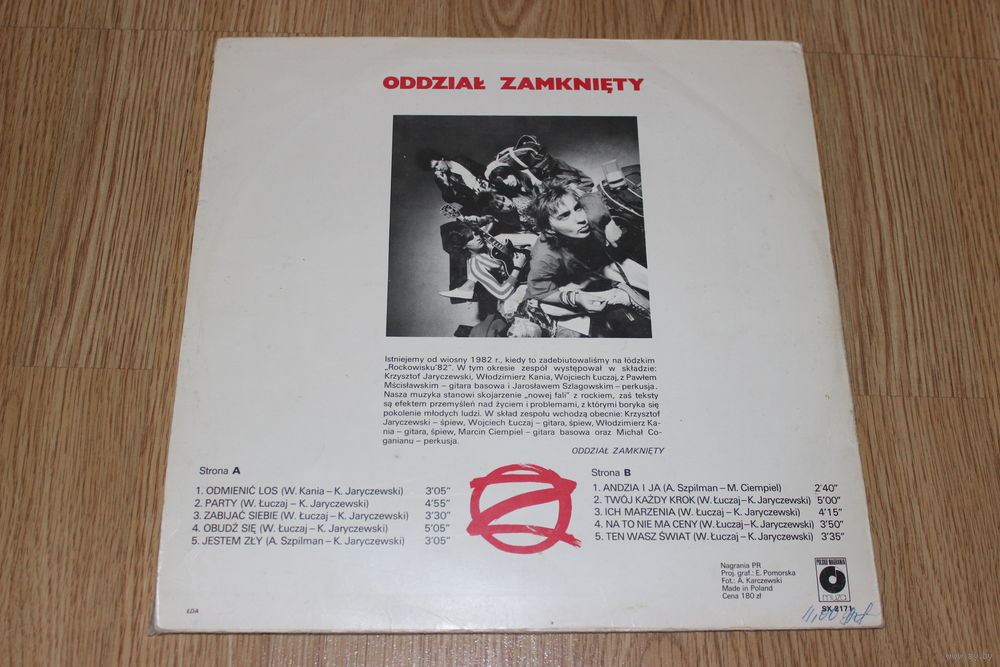 ODDZIAŁ ZAMKNIĘTY
Istniejemy od wiosny 1982 r., kiedy to zadebiutowaliśmy na łódzkim
„Rockowisku'82”. W tym okresie zespół występował w składzie:
Krzysztof Jaryczewski, Włodzimierz Kania, Wojciech Łuczaj, z Pawłem
Mścisławskim – gitara basowa i Jarosławem Szlagowskim – perkusja.
Nasza muzyka stanowi skojarzenie „nowej fali” z rockiem, zaś teksty
są efektem przemyśleń nad życiem i problemami, z którymi boryka się
pokolenie młodych ludzi. W skład zespołu wchodzą obecnie: Krzysztof
Jaryczewski – śpiew, Wojciech Łuczaj – gitara, śpiew, Włodzimierz Ka-
nia – gitara, śpiew, Marcin Ciempiel – gitara basowa oraz Michał Co-
ganianu – perkusja.
ODDZIAŁ ZAMKNIĘTY
Strona A
1. ODMIENIĆ LOS (W. Kania – K. Jaryczewski) 3'05”
2. PARTY (W. Łuczaj – K. Jaryczewski) 4'55”
3. ZABIJAĆ SIEBIE (W. Łuczaj – K. Jaryczewski) 3'30”
4. OBUDŹ SIĘ (W. Łuczaj – K. Jaryczewski) 5'05”
5. JESTEM ZŁY (A. Szpilman – K. Jaryczewski) 3'05”
Strona B
1. ANDZIA I JA (A. Szpilman – M. Ciempiel) 2'40”
2. TWÓJ KAŻDY KROK (W. Łuczaj – K. Jaryczewski) 5'00”
3. ICH MARZENIA (W. Łuczaj – K. Jaryczewski) 4'15”
4. NA TO NIE MA CENY (W. Łuczaj – K. Jaryczewski) 3'50”
5. TEN WASZ ŚWIAT (W. Łuczaj – K. Jaryczewski) 3'35”
Nagrania PR
Proj. graf.: E. Pomorska
Fot.: A. Karczewski
Made in Poland
Cena 180 zł
POLSKIE NAGRANIA
muza
SX 2171
ŁDA